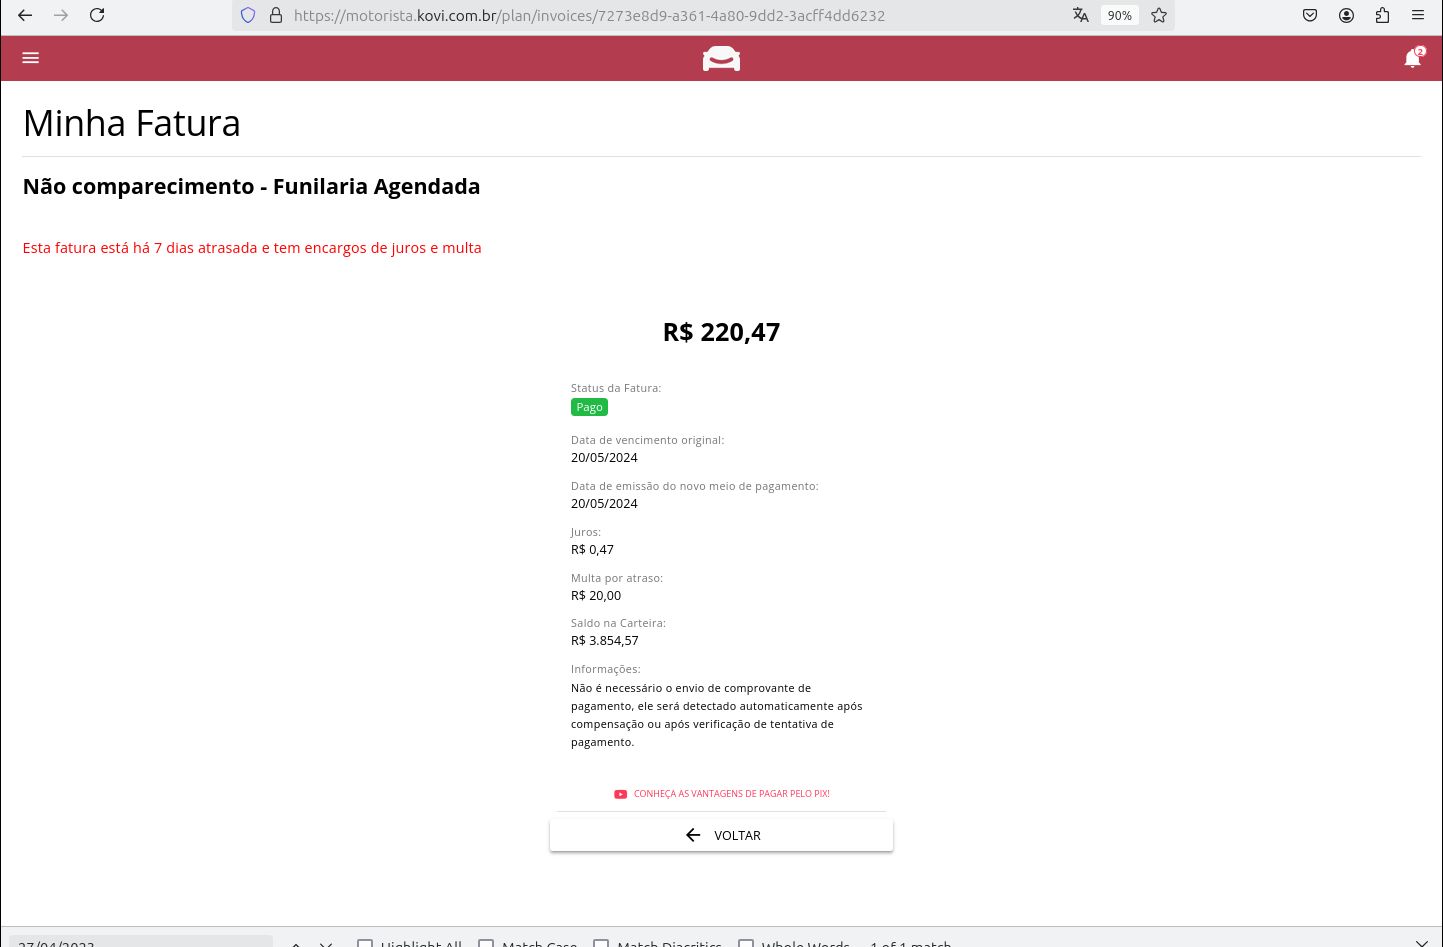 https://motorista.kovi.com.br/plan/invoices/7273e8d9-a361-4a80-9dd2-3acff4dd6232
90%
2
Minha Fatura
Não comparecimento - Funilaria Agendada
Esta fatura está há 7 dias atrasada e tem encargos de juros e multa
R$ 220,47
Status da Fatura:
Pago
Data de vencimento original:
20/05/2024
Data de emissão do novo meio de pagamento:
20/05/2024
Juros:
R$ 0,47
Multa por atraso:
R$ 20,00
Saldo na Carteira:
R$ 3.854,57
Informações:
Não é necessário o envio de comprovante de
pagamento, ele será detectado automaticamente após
compensação ou após verificação de tentativa de
pagamento.
CONHEÇA AS VANTAGENS DE PAGAR PELO PIX!
VOLTAR
27/04/2023 Highlight All Match Case Match Diacritics Whole Words 1 of 1 match